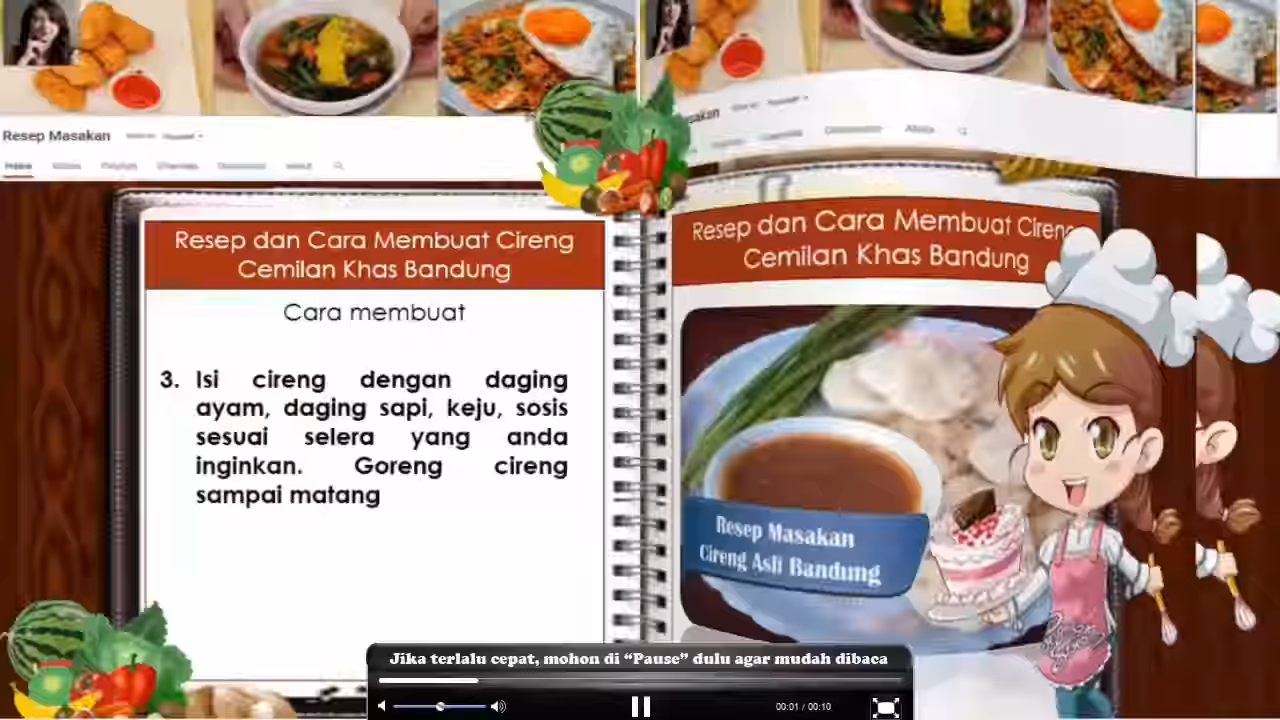 Resep Masakan
Resep dan Cara Membuat Cireng
Cemilan Khas Bandung
Cara membuat
3. Isi cireng dengan daging
ayam, daging sapi, keju, sosis
sesuai selera yang anda
inginkan. Goreng cireng
sampai matang
Resep dan Cara Membuat Cireng
Cemilan Khas Bandung
Resep Masakan
Cireng Asli Bandung
Jika terlalu cepat, mohon di “Pause” dulu agar mudah dibaca
00:01 / 00:10